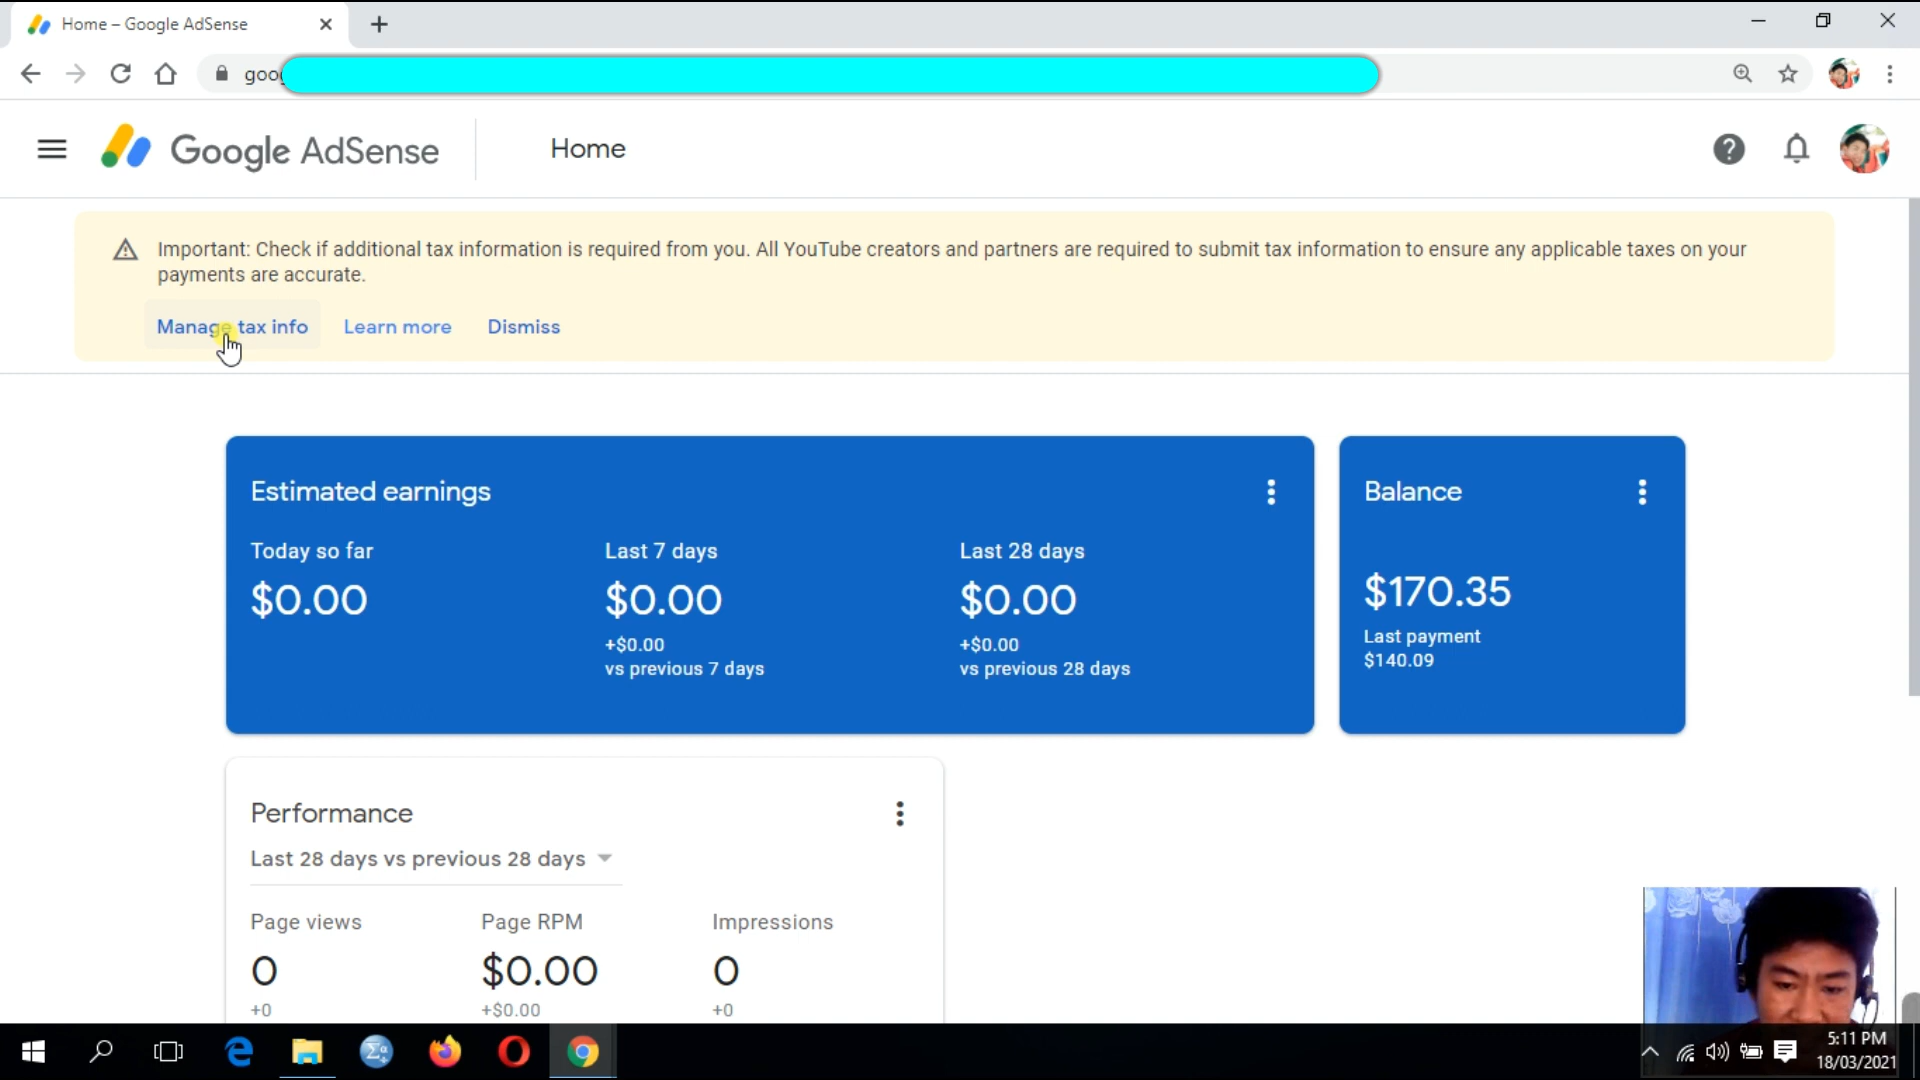 Home – Google AdSense
goo
Google AdSense
Home
Important: Check if additional tax information is required from you. All YouTube creators and partners are required to submit tax information to ensure any applicable taxes on your
payments are accurate.
Manage tax info Learn more Dismiss
Estimated earnings
Today so far
$0.00
Last 7 days
$0.00
+$0.00
vs previous 7 days
Last 28 days
$0.00
+$0.00
vs previous 28 days
Balance
$170.35
Last payment
$140.09
Performance
Last 28 days vs previous 28 days
Page views
0
+0
Page RPM
$0.00
+$0.00
Impressions
0
+0
5:11 PM
18/03/2021